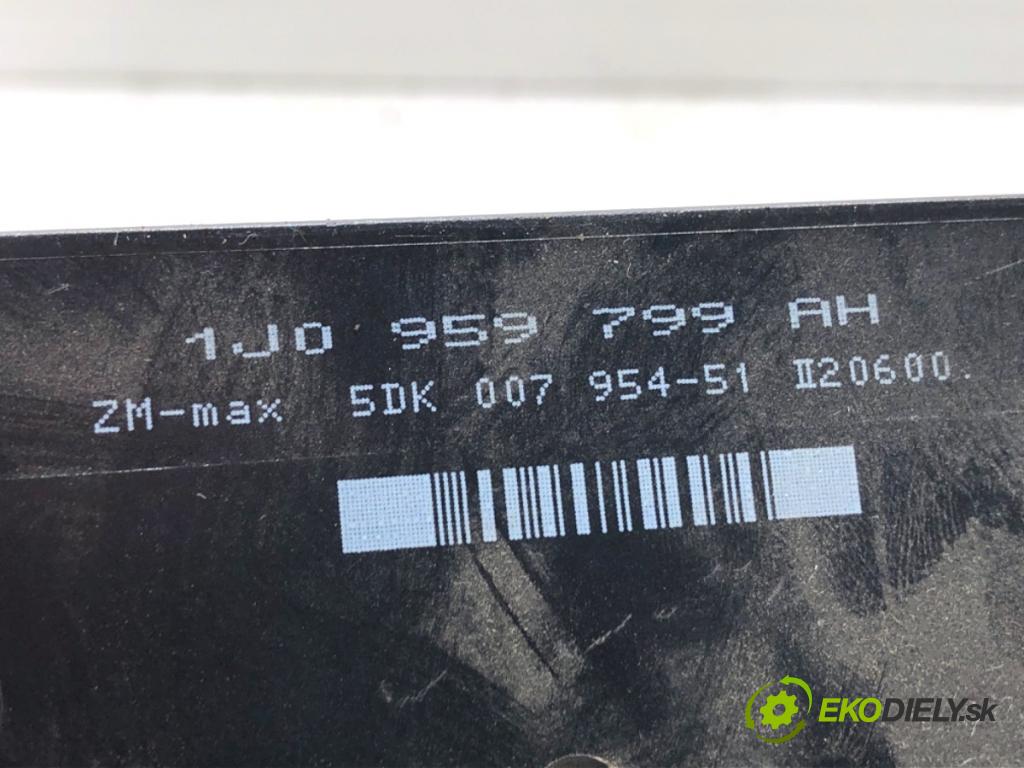 1J0 959 799 AH
ZM-max 5DK 007 954-51 II20600.
EKODIELY.sk